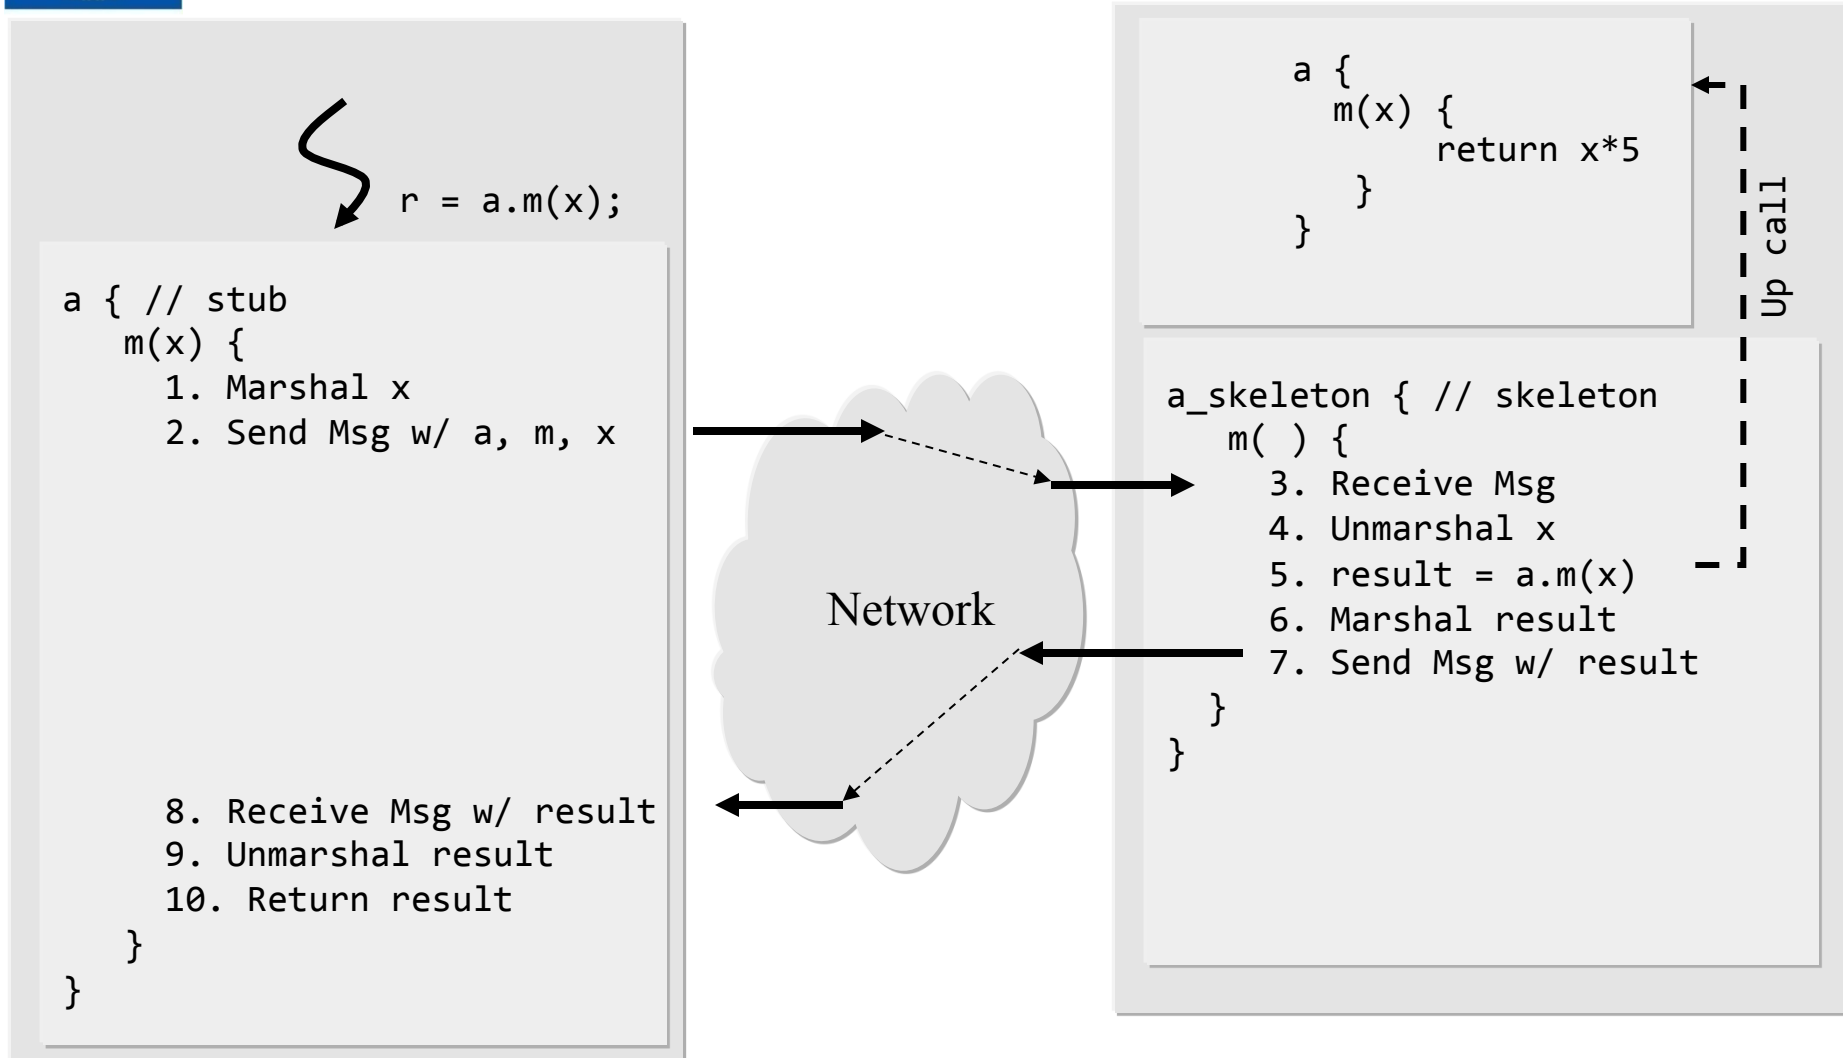 r = a.m(x);
a { // stub
m(x) {
1. Marshal x
2. Send Msg w/ a, m, x
8. Receive Msg w/ result
9. Unmarshal result
10. Return result
}
}
Network
a {
m(x) {
return x*5
}
}
Up call
a_skeleton { // skeleton
m( ) {
3. Receive Msg
4. Unmarshal x
5. result = a.m(x)
6. Marshal result
7. Send Msg w/ result
}
}